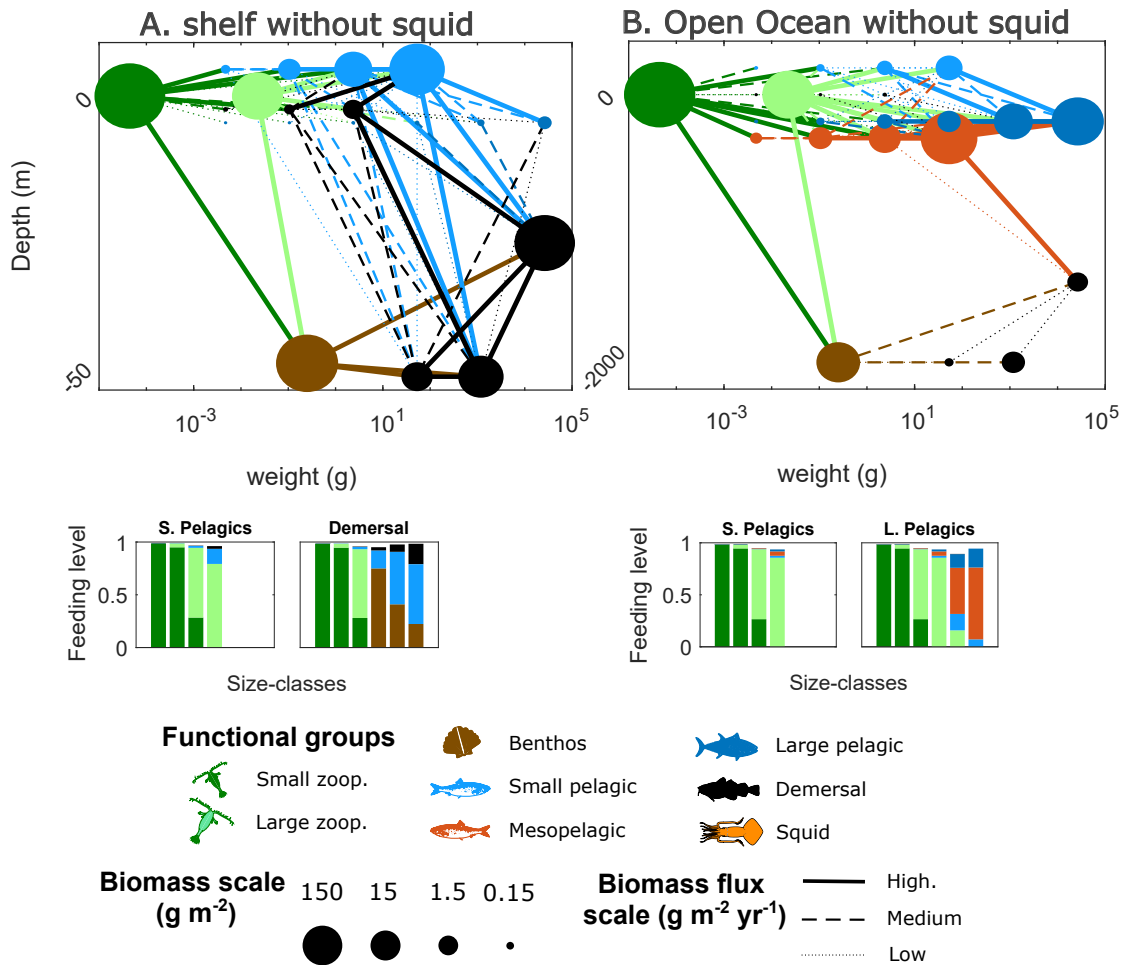 A. shelf without squid
B. Open Ocean without squid
Depth (m)
0
-50
10^-3
10^1
10^5
weight (g)
0
-2000
10^-3
10^1
10^5
weight (g)
S. Pelagics
Demersal
Feeding level
1
0.5
0
Size-classes
S. Pelagics
L. Pelagics
Feeding level
1
0.5
0
Size-classes
Functional groups
Small zoop.
Large zoop.
Benthos
Small pelagic
Mesopelagic
Large pelagic
Demersal
Squid
Biomass scale
(g m^-2)
150 15 1.5 0.15
Biomass flux
scale (g m^-2 yr^-1)
High.
Medium
Low